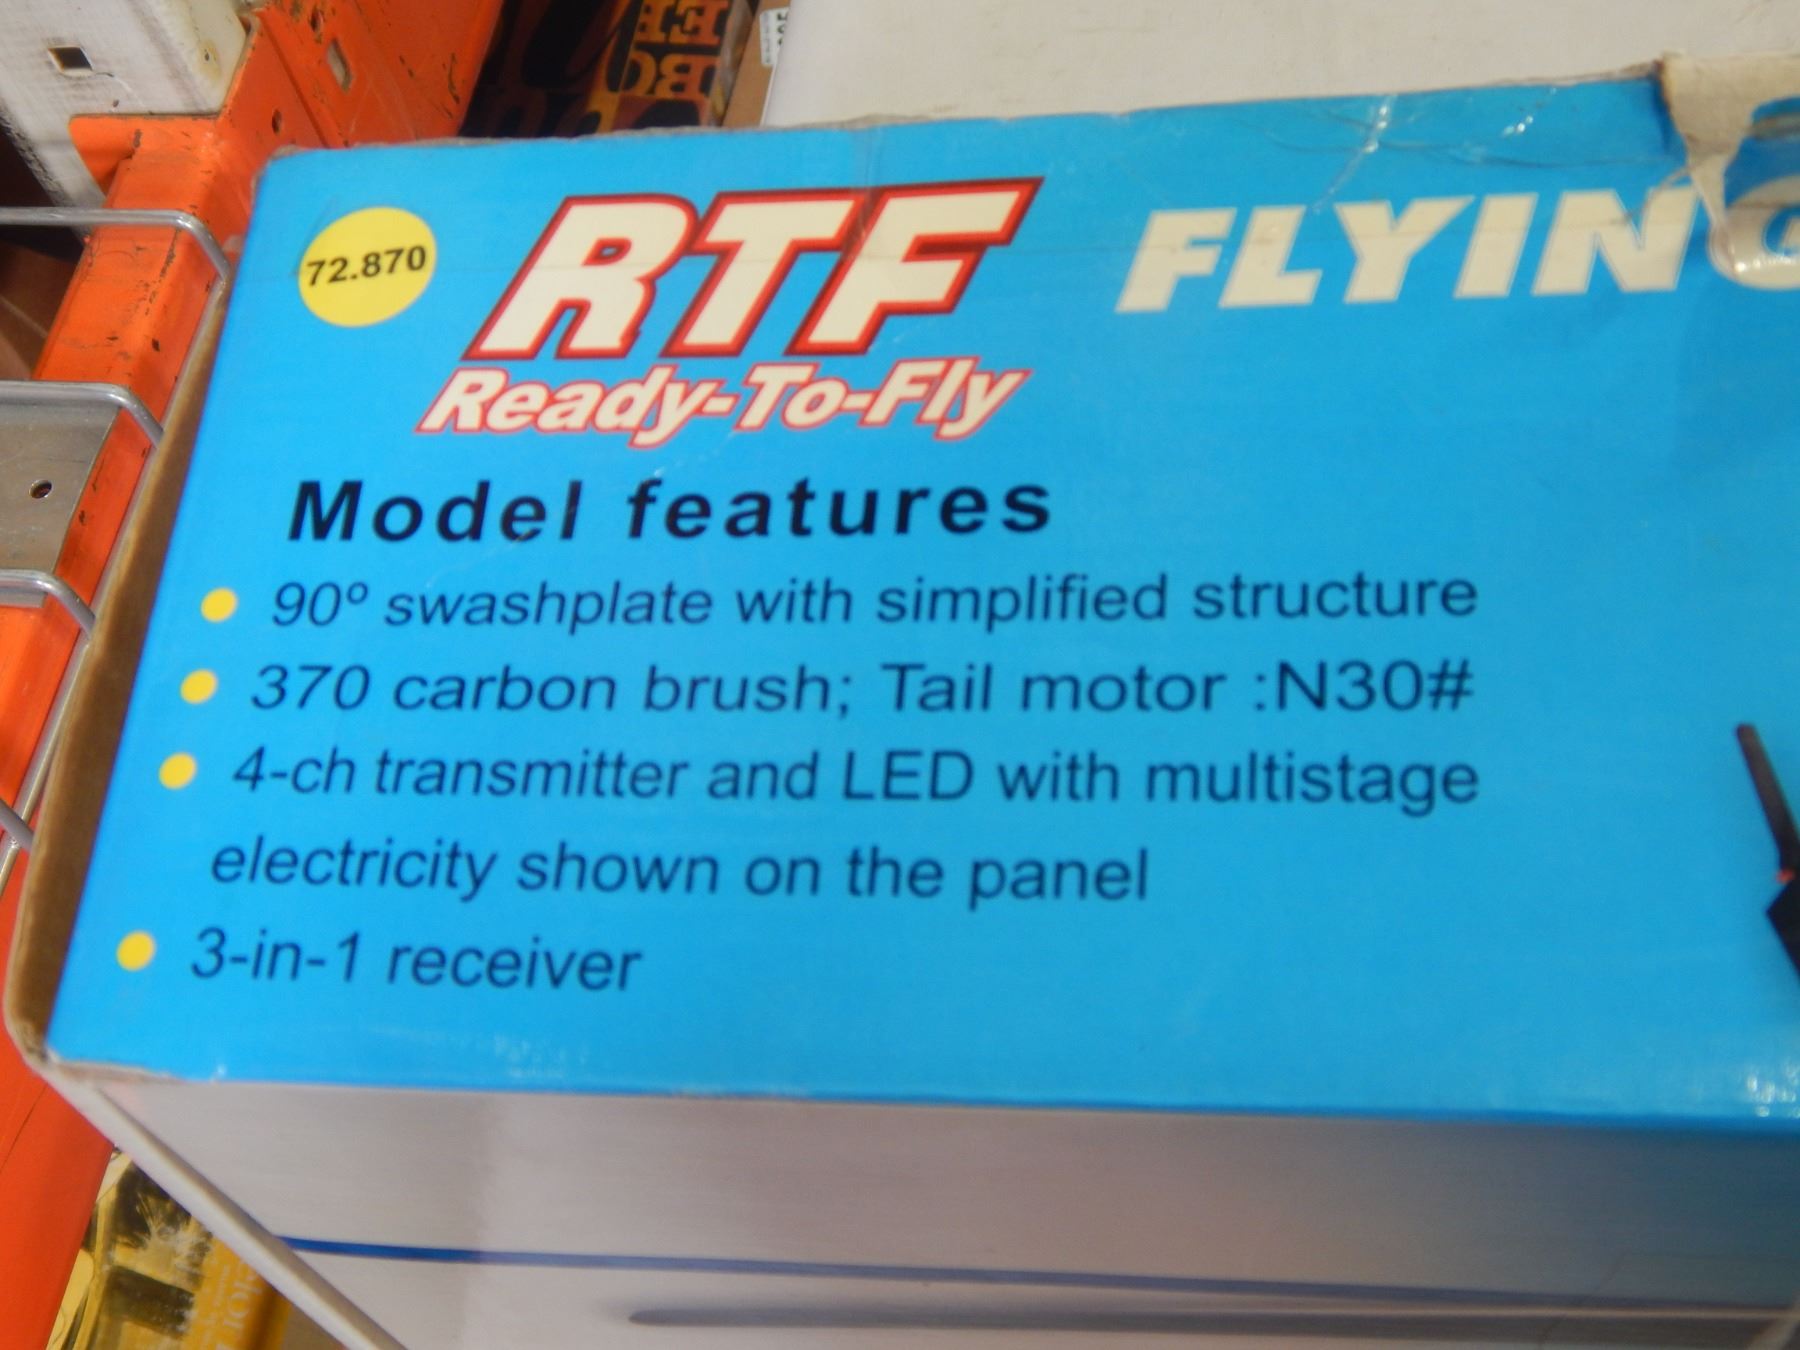 72.870
RTF
FLYING
Ready-To-Fly
Model features
90º swashplate with simplified structure
370 carbon brush; Tail motor :N30#
4-ch transmitter and LED with multistage
electricity shown on the panel
3-in-1 receiver